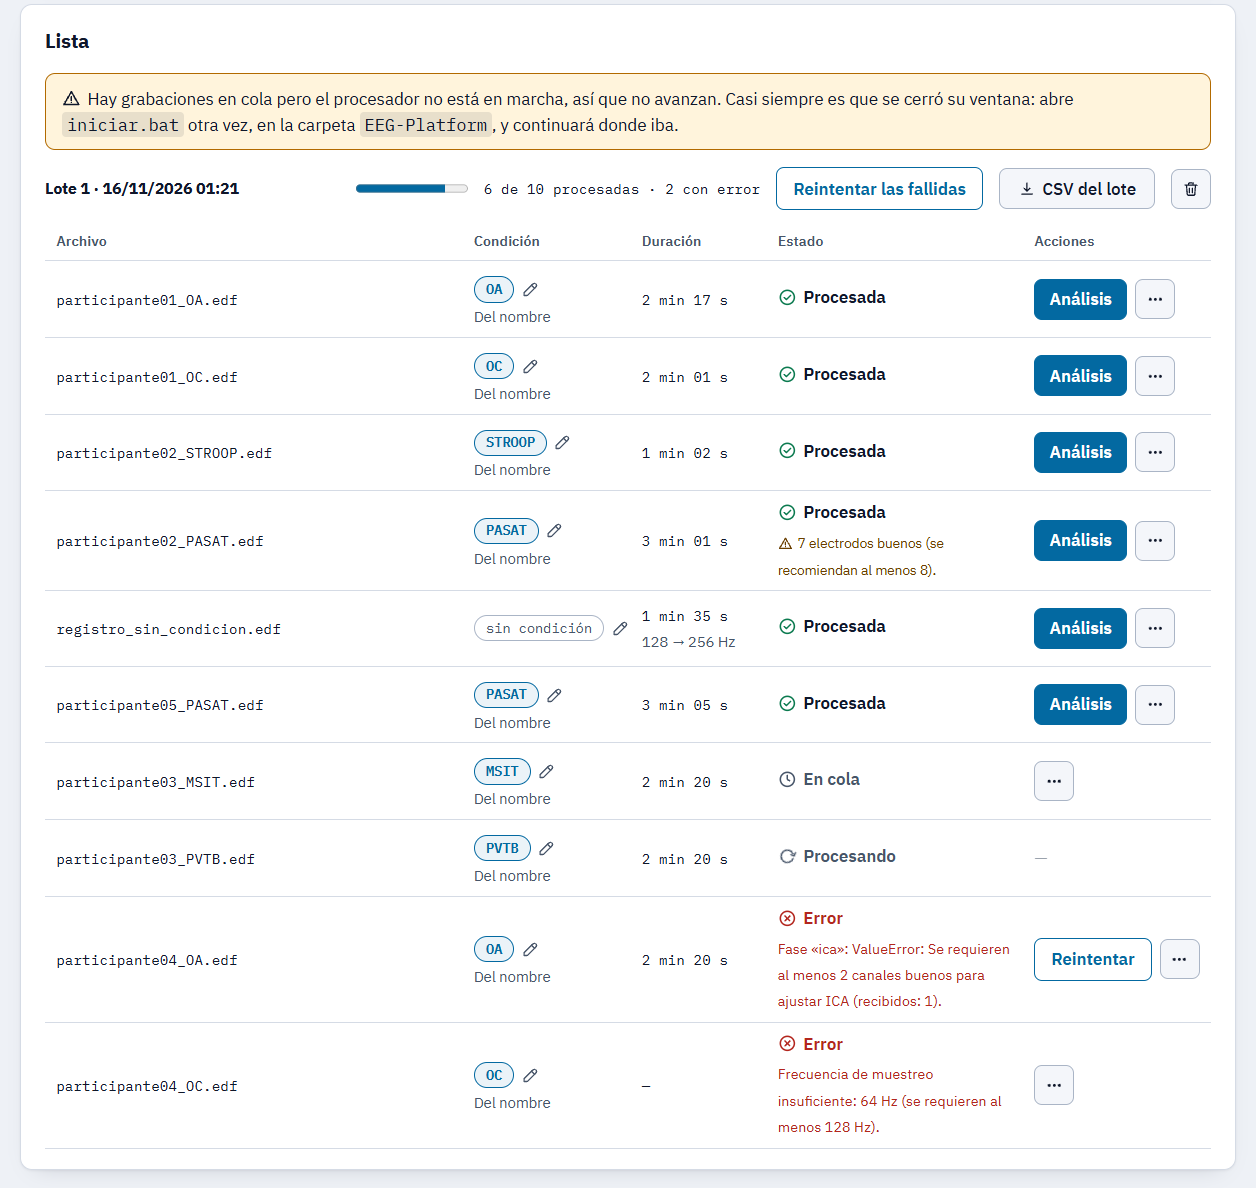 Lista
Hay grabaciones en cola pero el procesador no está en marcha, así que no avanzan. Casi siempre es que se cerró su ventana: abre
iniciar.bat otra vez, en la carpeta EEG-Platform, y continuará donde iba.
Lote 1 · 16/11/2026 01:21 6 de 10 procesadas · 2 con error Reintentar las fallidas CSV del lote
Archivo Condición Duración Estado Acciones
participante01_OA.edf OA 2 min 17 s Procesada Análisis ···
Del nombre
participante01_OC.edf OC 2 min 01 s Procesada Análisis ···
Del nombre
participante02_STROOP.edf STROOP 1 min 02 s Procesada Análisis ···
Del nombre
participante02_PASAT.edf PASAT 3 min 01 s Procesada Análisis ···
Del nombre
7 electrodos buenos (se
recomiendan al menos 8).
registro_sin_condicion.edf sin condición 1 min 35 s Procesada Análisis ···
128 → 256 Hz
participante05_PASAT.edf PASAT 3 min 05 s Procesada Análisis ···
Del nombre
participante03_MSIT.edf MSIT 2 min 20 s En cola ···
Del nombre
participante03_PVTB.edf PVTB 2 min 20 s Procesando —
Del nombre
participante04_OA.edf OA 2 min 20 s Error Reintentar ···
Del nombre
Fase «ica»: ValueError: Se requieren
al menos 2 canales buenos para
ajustar ICA (recibidos: 1).
participante04_OC.edf OC – Error ···
Del nombre
Frecuencia de muestreo
insuficiente: 64 Hz (se requieren al
menos 128 Hz).